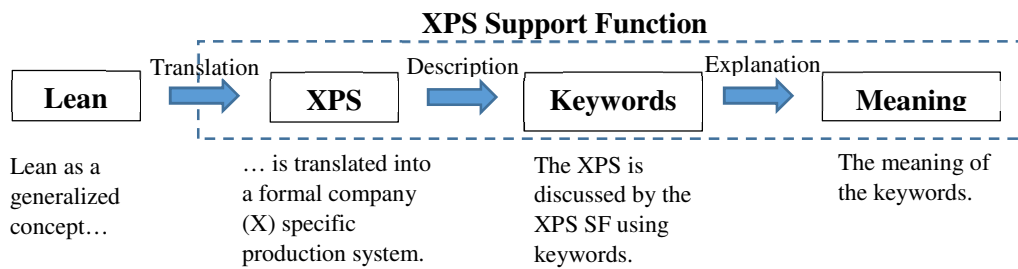 XPS Support Function
Translation
Description
Explanation
Lean
XPS
Keywords
Meaning
Lean as a
generalized
concept…
… is translated into
a formal company
(X) specific
production system.
The XPS is
discussed by the
XPS SF using
keywords.
The meaning of
the keywords.